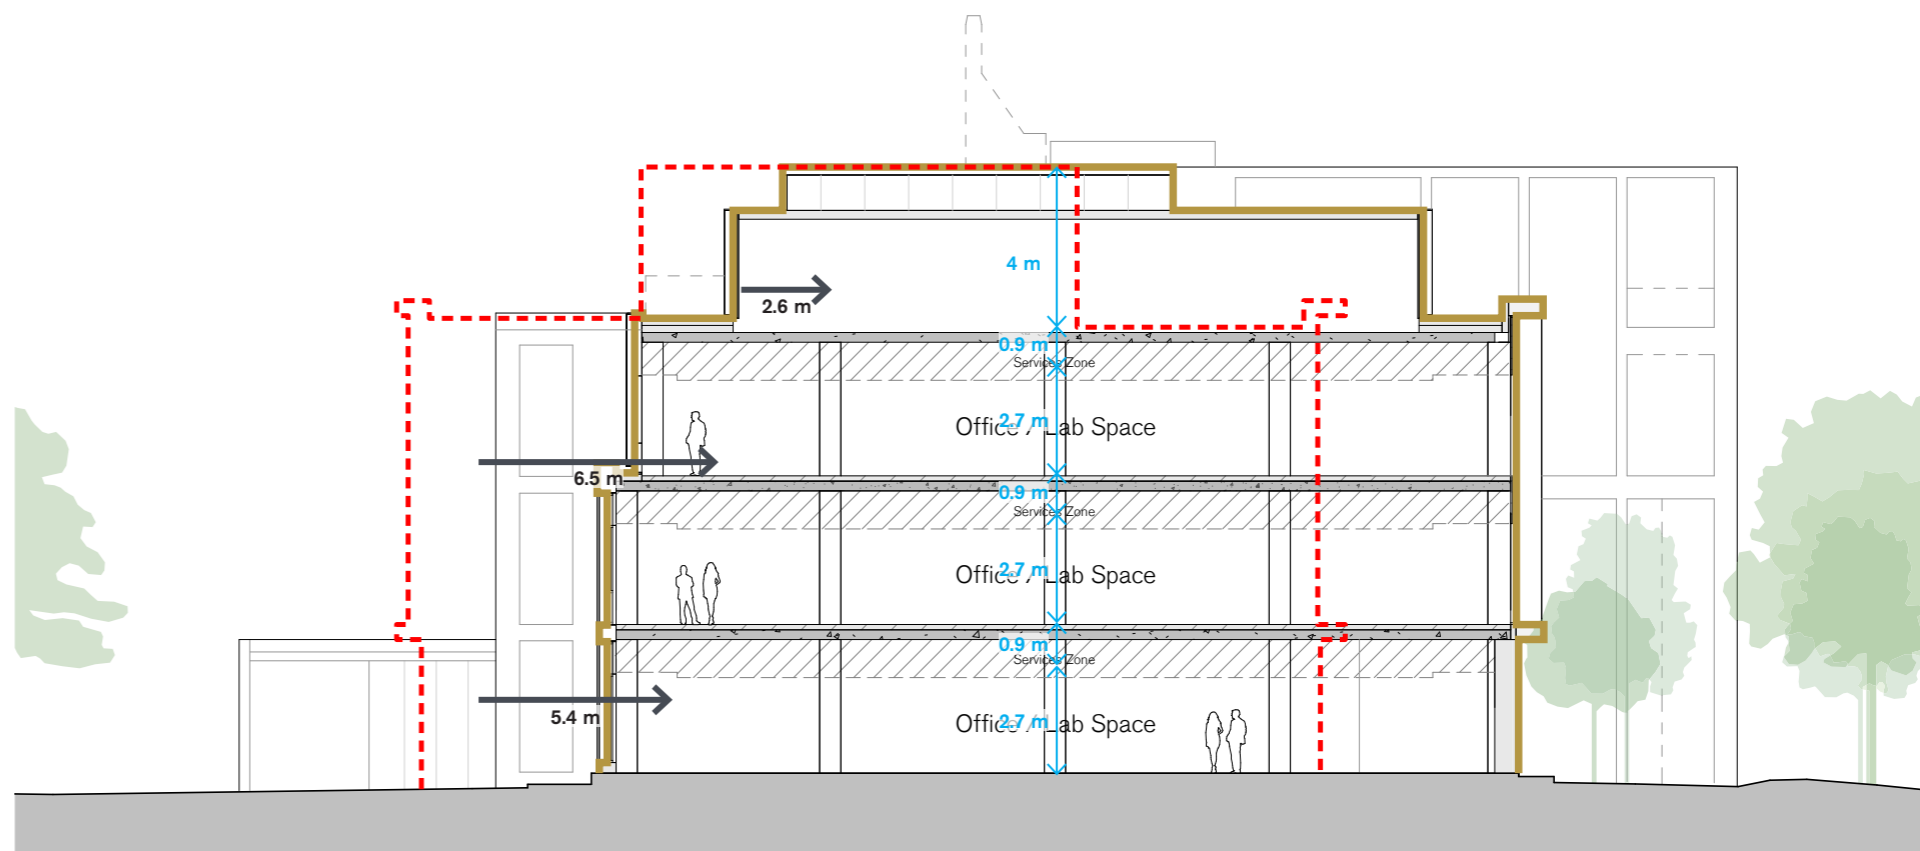 4 m
2.6 m
0.9 m
Services Zone
2.7 m
Office / Lab Space
6.5 m
0.9 m
Services Zone
2.7 m
Office / Lab Space
0.9 m
Services Zone
5.4 m
2.7 m
Office / Lab Space